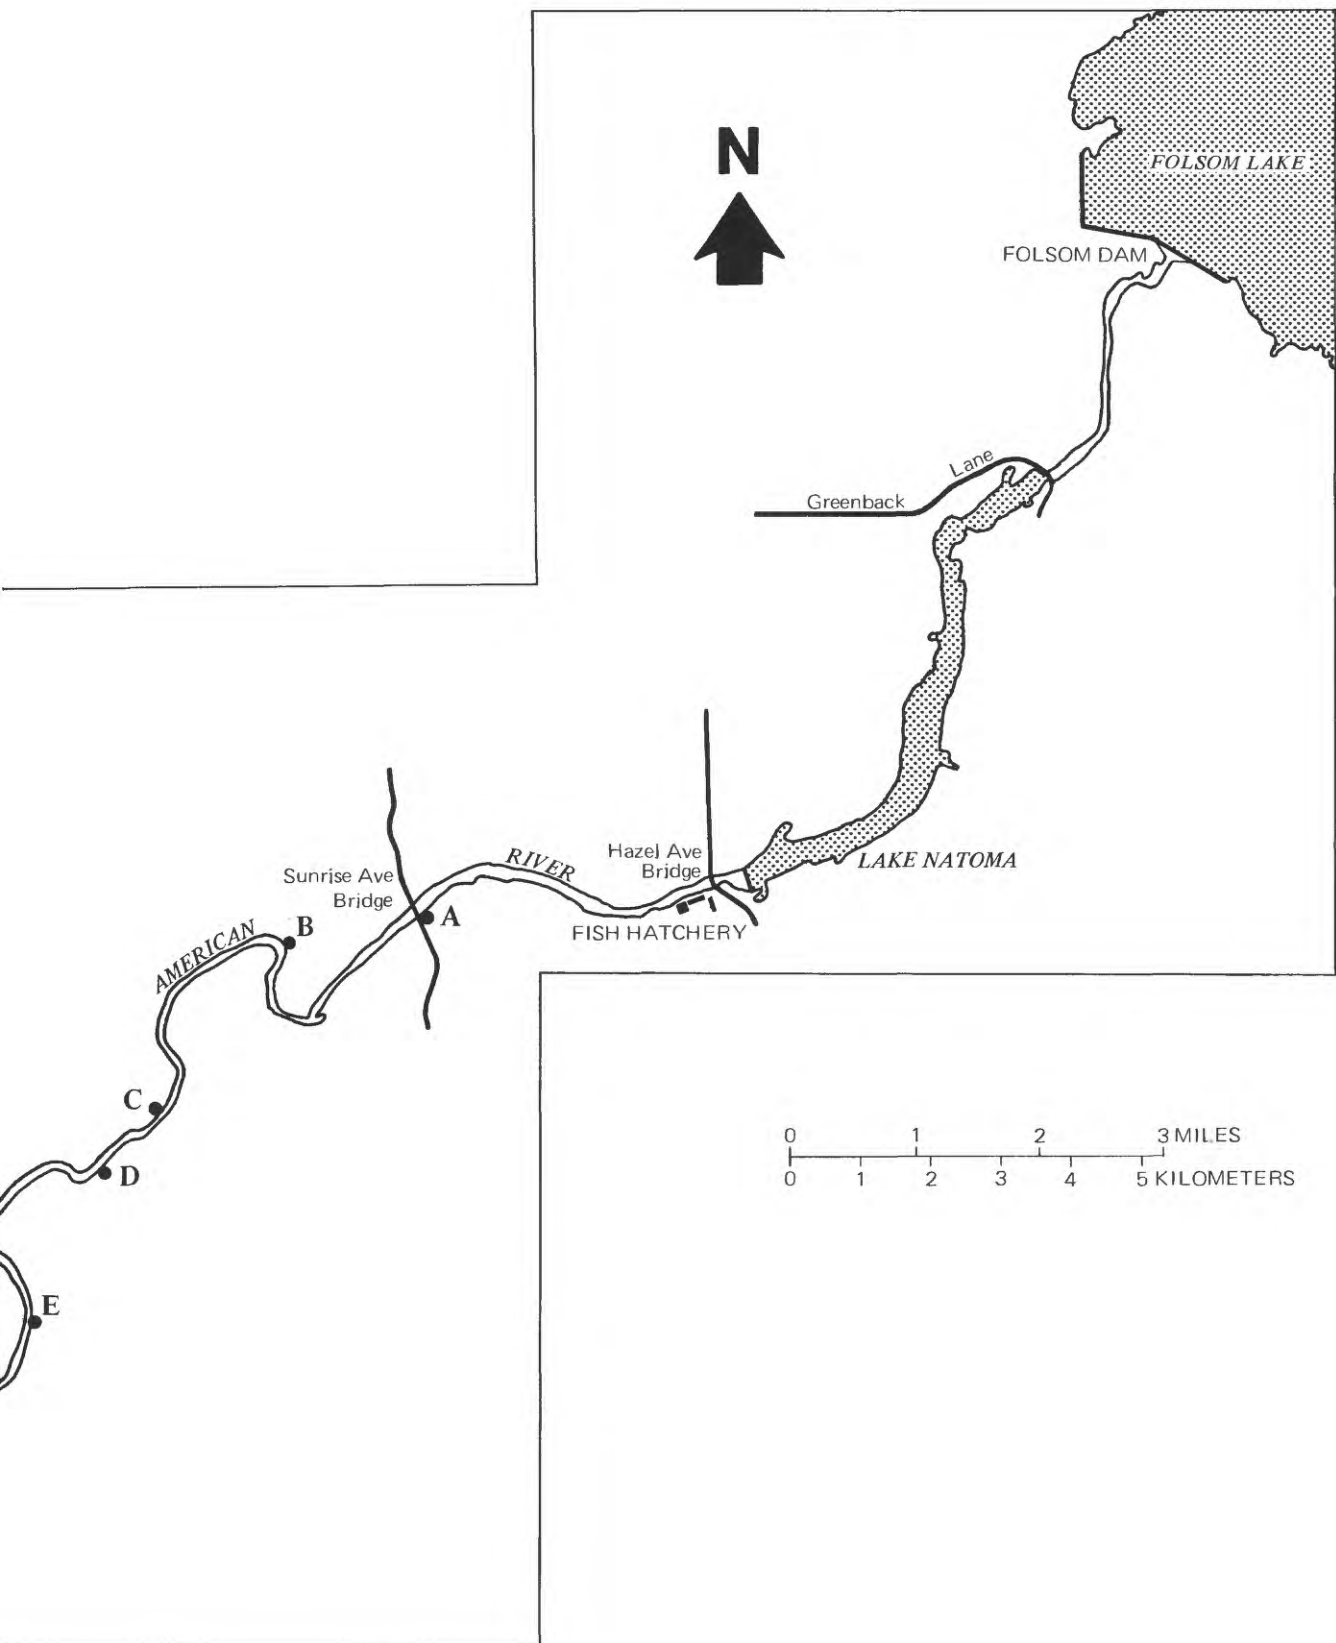 N
FOLSOM LAKE
FOLSOM DAM
Greenback Lane
Hazel Ave
Bridge
LAKE NATOMA
Sunrise Ave
Bridge
AMERICAN RIVER
A
B
FISH HATCHERY
C
D
E
0 1 2 3 MILES
0 1 2 3 4 5 KILOMETERS